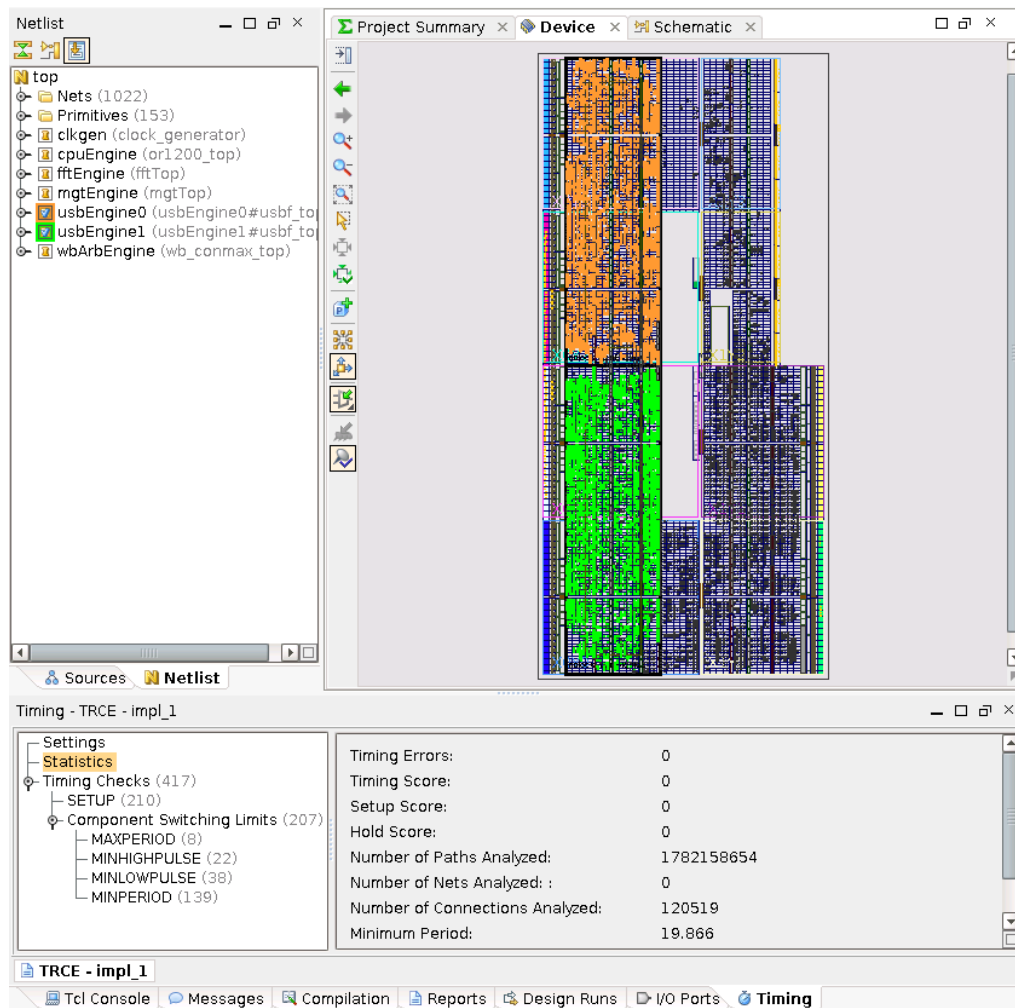 Netlist
Project Summary
Device
Schematic
top
Nets (1022)
Primitives (153)
clkgen (clock_generator)
cpuEngine (or1200_top)
fftEngine (fftTop)
mgtEngine (mgtTop)
usbEngine0 (usbEngine0#usbf_top
usbEngine1 (usbEngine1#usbf_top
wbArbEngine (wb_conmax_top)
Sources
Netlist
Timing - TRCE - impl_1
Settings
Statistics
Timing Checks (417)
SETUP (210)
Component Switching Limits (207)
MAXPERIOD (8)
MINHIGHPULSE (22)
MINLOWPULSE (38)
MINPERIOD (139)
Timing Errors: 0
Timing Score: 0
Setup Score: 0
Hold Score: 0
Number of Paths Analyzed: 1782158654
Number of Nets Analyzed: : 0
Number of Connections Analyzed: 120519
Minimum Period: 19.866
TRCE - impl_1
Tcl Console
Messages
Compilation
Reports
Design Runs
I/O Ports
Timing